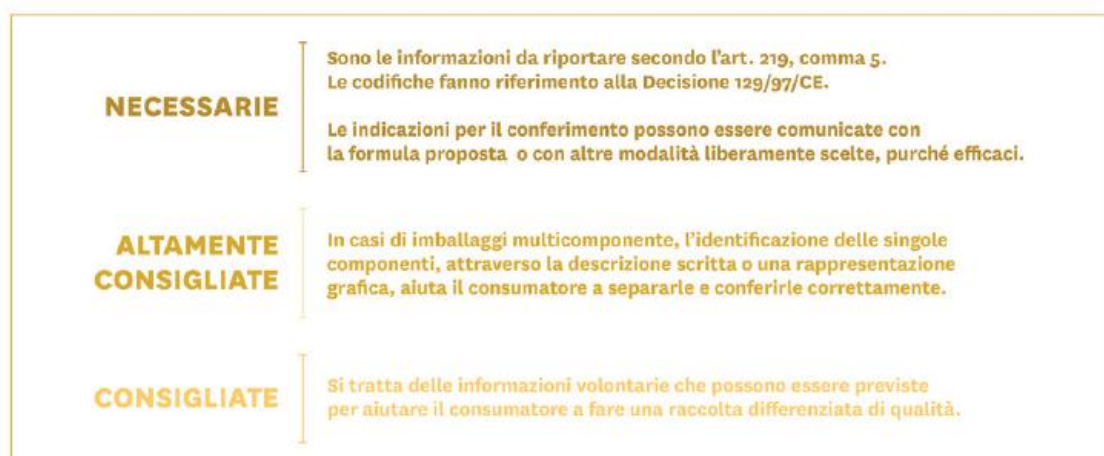 NECESSARIE
Sono le informazioni da riportare secondo l'art. 219, comma 5.
Le codifiche fanno riferimento alla Decisione 129/97/CE.
Le indicazioni per il conferimento possono essere comunicate con
la formula proposta o con altre modalità liberamente scelte, purché efficaci.
ALTAMENTE
CONSIGLIATE
In casi di imballaggi multicomponente, l'identificazione delle singole
componenti, attraverso la descrizione scritta o una rappresentazione
grafica, aiuta il consumatore a separarle e conferirle correttamente.
CONSIGLIATE
Si tratta delle informazioni volontarie che possono essere previste
per aiutare il consumatore a fare una raccolta differenziata di qualità.